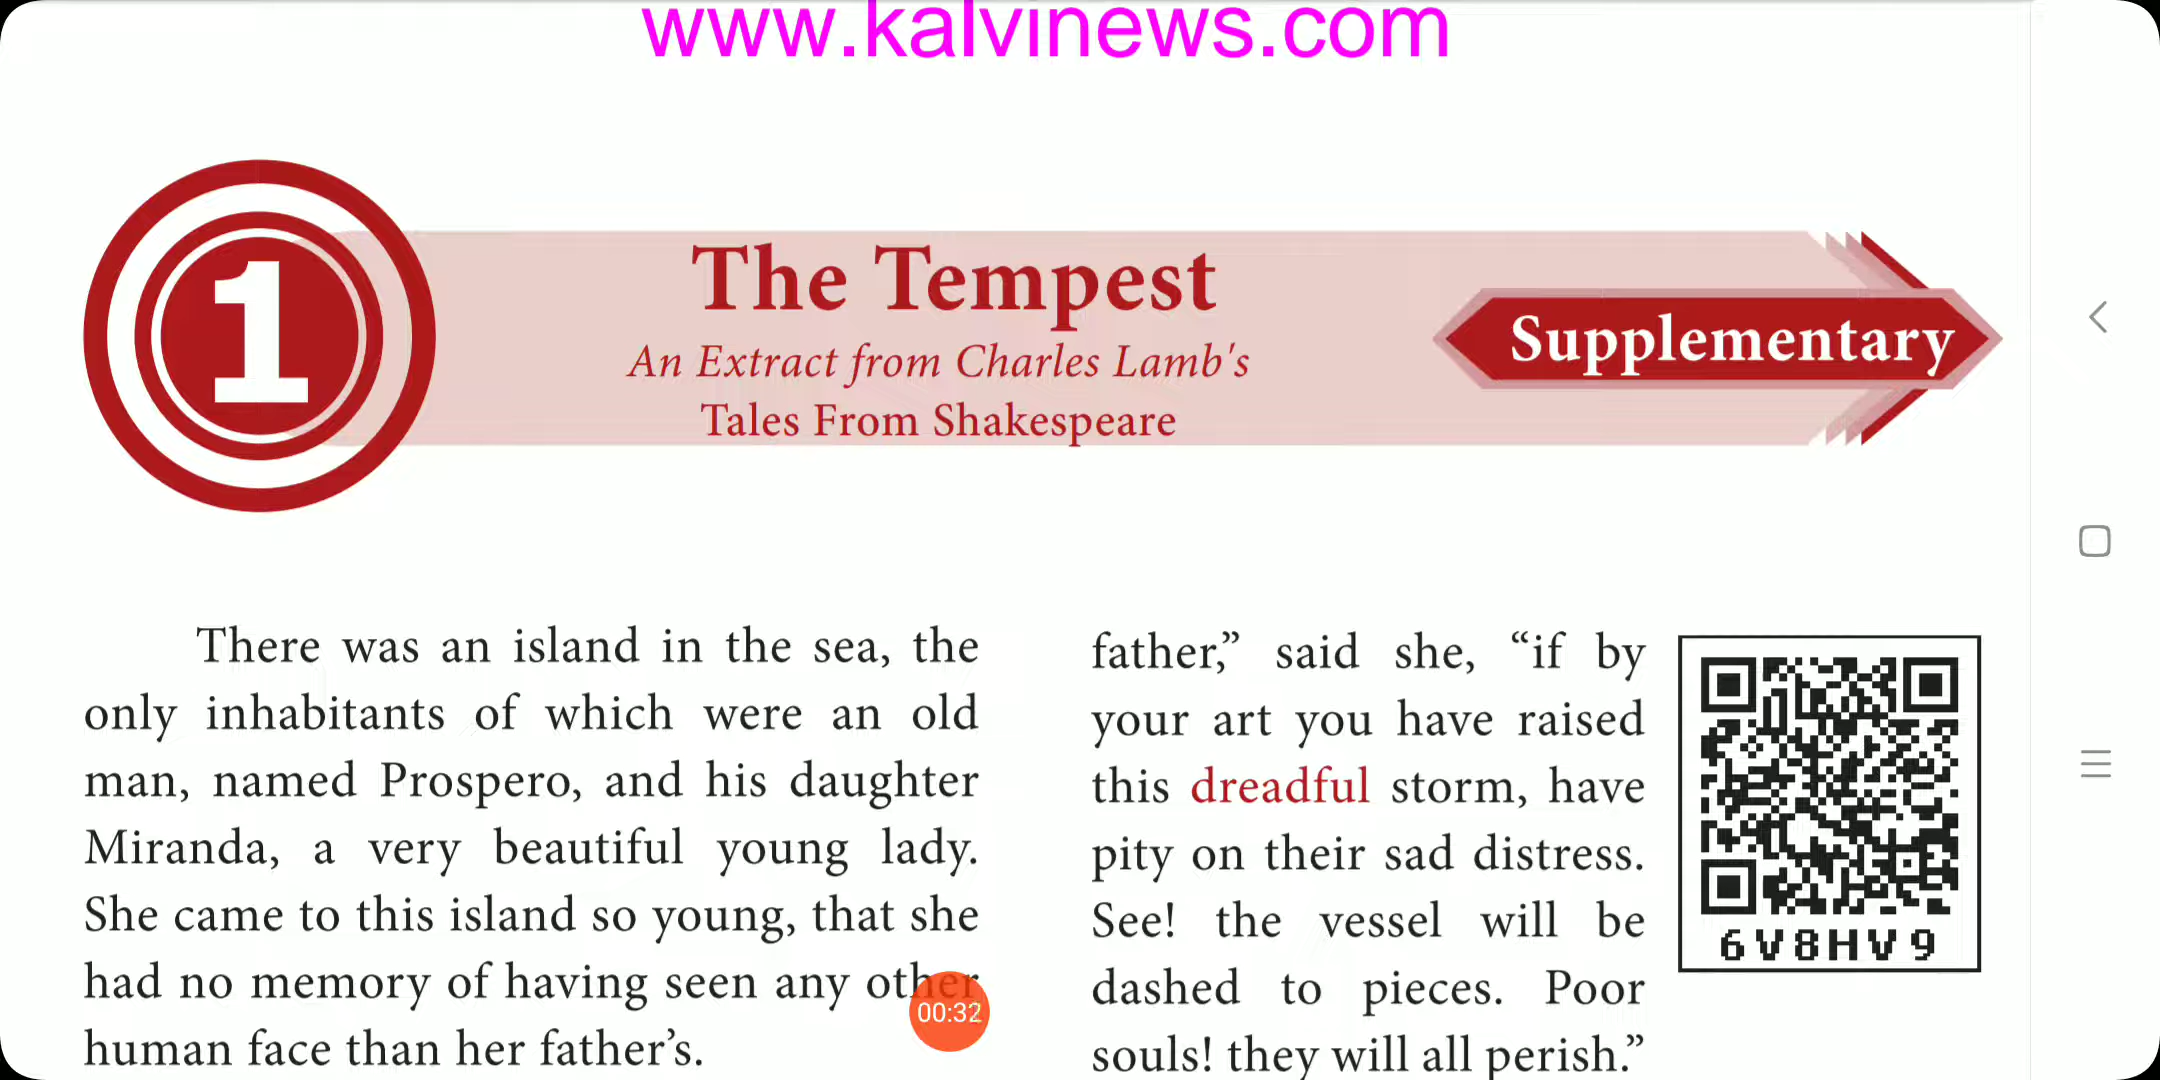 www.kalvinews.com
1
The Tempest
An Extract from Charles Lamb's
Tales From Shakespeare
Supplementary
There was an island in the sea, the
only inhabitants of which were an old
man, named Prospero, and his daughter
Miranda, a very beautiful young lady.
She came to this island so young, that she
had no memory of having seen any other
human face than her father’s.
00:32
father,” said she, “if by
your art you have raised
this dreadful storm, have
pity on their sad distress.
See! the vessel will be
dashed to pieces. Poor
souls! they will all perish.”
6V8HV9